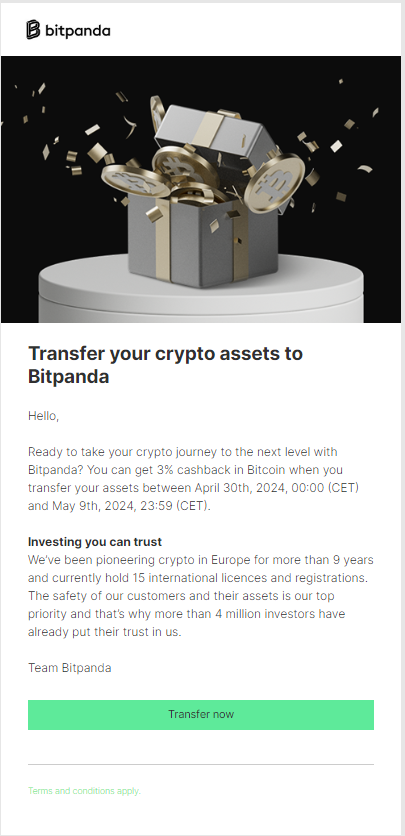 bitpanda
Transfer your crypto assets to
Bitpanda
Hello,
Ready to take your crypto journey to the next level with
Bitpanda? You can get 3% cashback in Bitcoin when you
transfer your assets between April 30th, 2024, 00:00 (CET)
and May 9th, 2024, 23:59 (CET).
Investing you can trust
We've been pioneering crypto in Europe for more than 9 years
and currently hold 15 international licences and registrations.
The safety of our customers and their assets is our top
priority and that's why more than 4 million investors have
already put their trust in us.
Team Bitpanda
Transfer now
Terms and conditions apply.